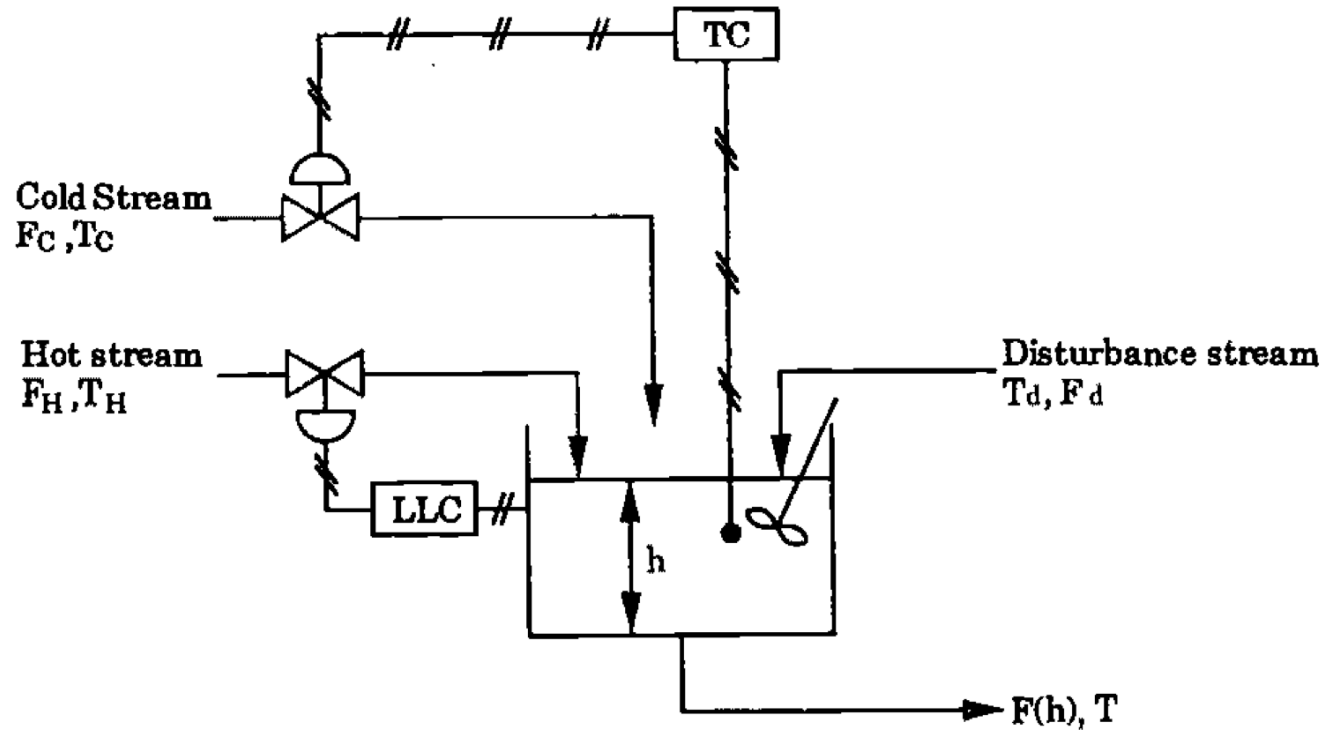 TC
Cold Stream
FC ,TC
Hot stream
FH ,TH
Disturbance stream
Td, Fd
LLC
h
F(h), T